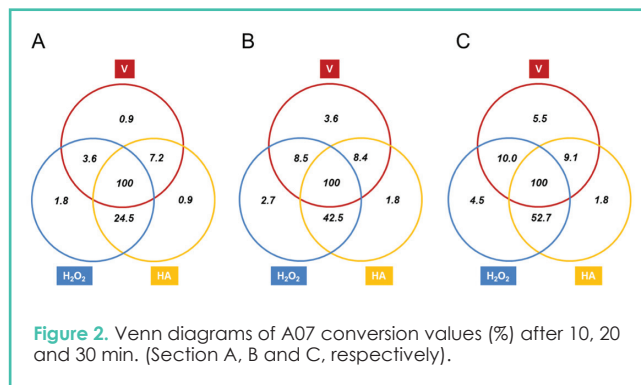 A B C
V V V
0.9 3.6 5.5
3.6 7.2 8.5 8.4 10.0 9.1
100 100 100
1.8 0.9 2.7 1.8 4.5 1.8
24.5 42.5 52.7
H₂O₂ HA H₂O₂ HA H₂O₂ HA
Figure 2. Venn diagrams of A07 conversion values (%) after 10, 20
and 30 min. (Section A, B and C, respectively).